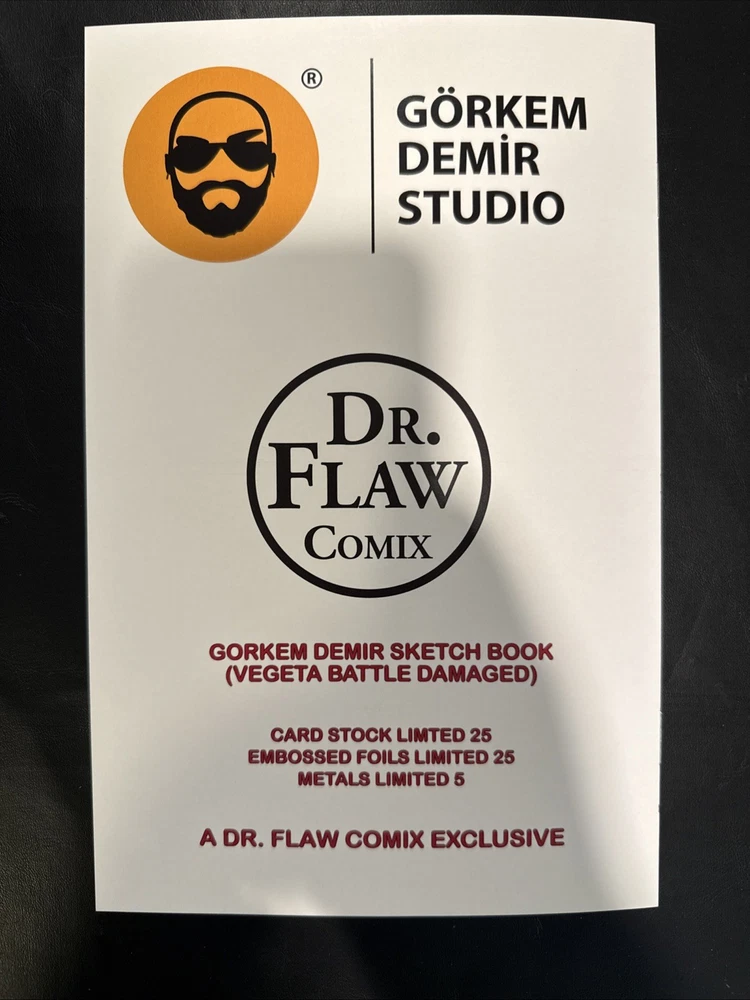 ®
GÖRKEM
DEMİR
STUDIO
DR.
FLAW
COMIX
GORKEM DEMIR SKETCH BOOK
(VEGETA BATTLE DAMAGED)
CARD STOCK LIMTED 25
EMBOSSED FOILS LIMITED 25
METALS LIMITED 5
A DR. FLAW COMIX EXCLUSIVE